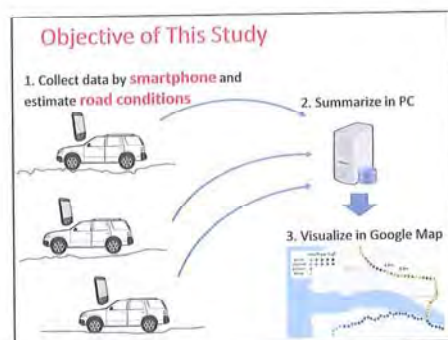 Objective of This Study
1. Collect data by smartphone and
estimate road conditions
2. Summarize in PC
3. Visualize in Google Map